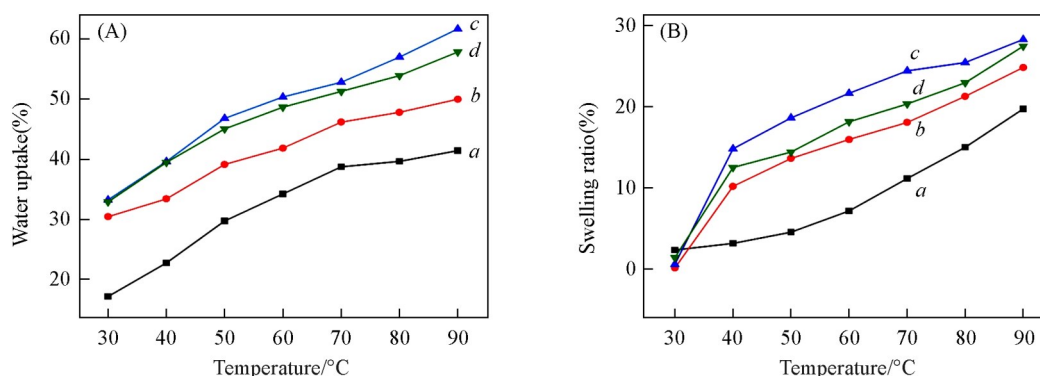 (A)
c
d
b
a
60
50
40
30
20
Water uptake(%)
30 40 50 60 70 80 90
Temperature/°C
(B)
c
d
b
a
30
20
10
0
Swelling ratio(%)
30 40 50 60 70 80 90
Temperature/°C